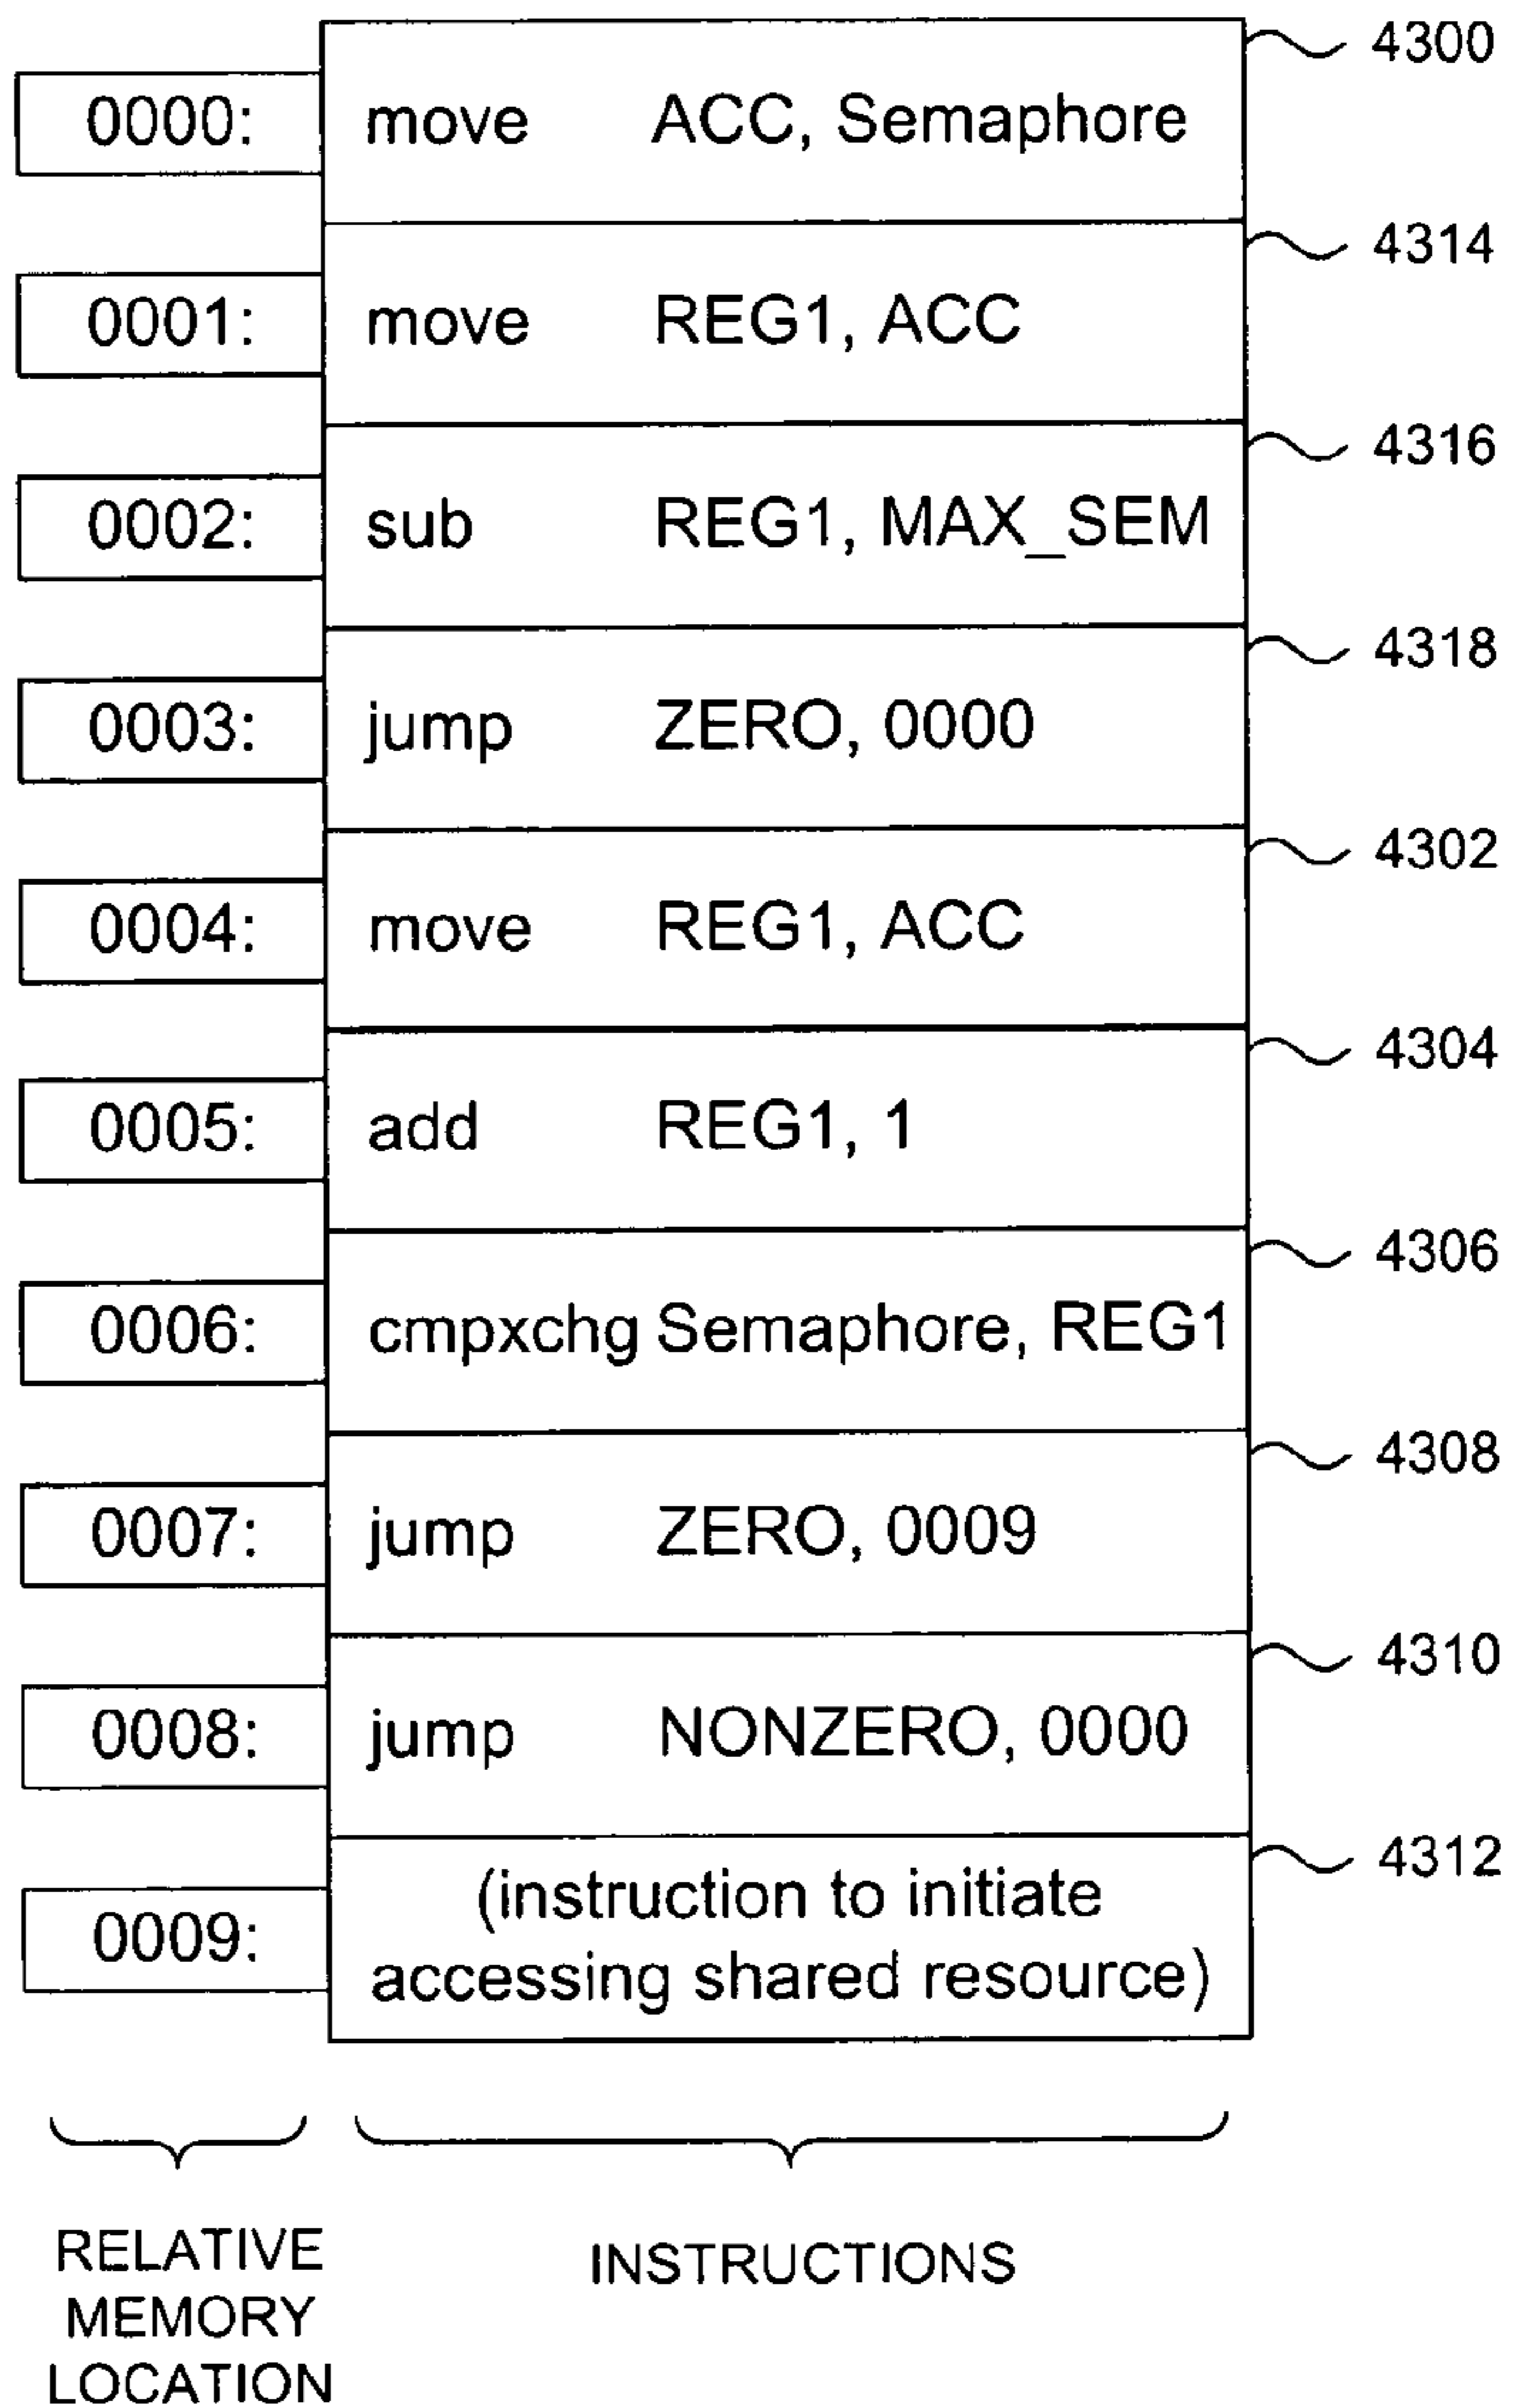 4300
0000: move ACC, Semaphore
4314
0001: move REG1, ACC
4316
0002: sub REG1, MAX_SEM
4318
0003: jump ZERO, 0000
4302
0004: move REG1, ACC
4304
0005: add REG1, 1
4306
0006: cmpxchg Semaphore, REG1
4308
0007: jump ZERO, 0009
4310
0008: jump NONZERO, 0000
4312
(instruction to initiate
0009:
accessing shared resource)
RELATIVE
MEMORY
LOCATION
INSTRUCTIONS